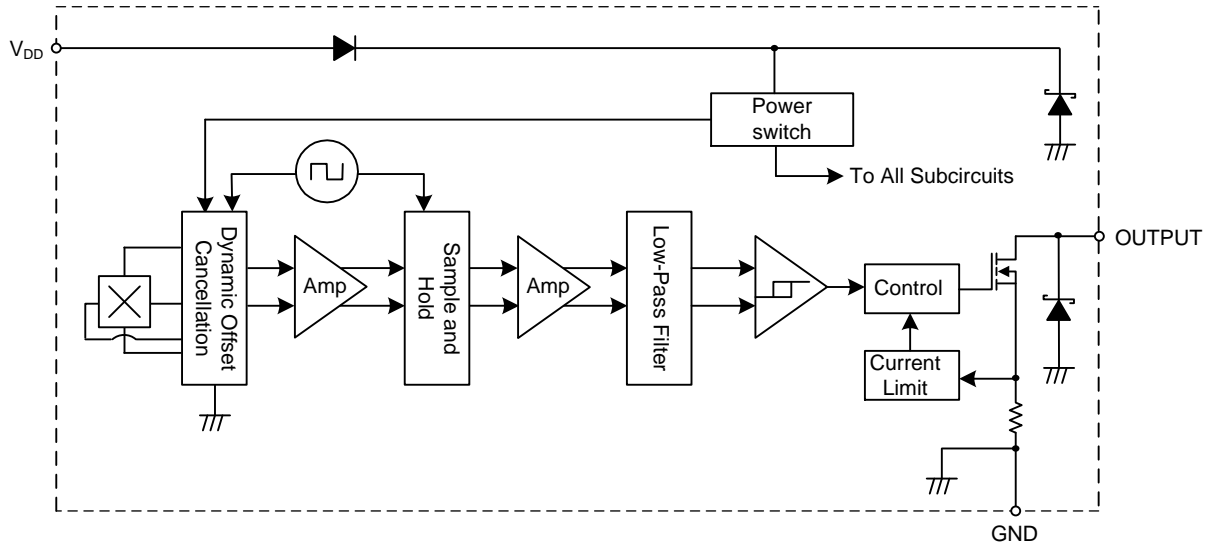 VDD
Power
switch
To All Subcircuits
OUTPUT
Dynamic Offset
Cancellation
Amp
Sample and
Hold
Amp
Low-Pass Filter
Control
Current
Limit
GND